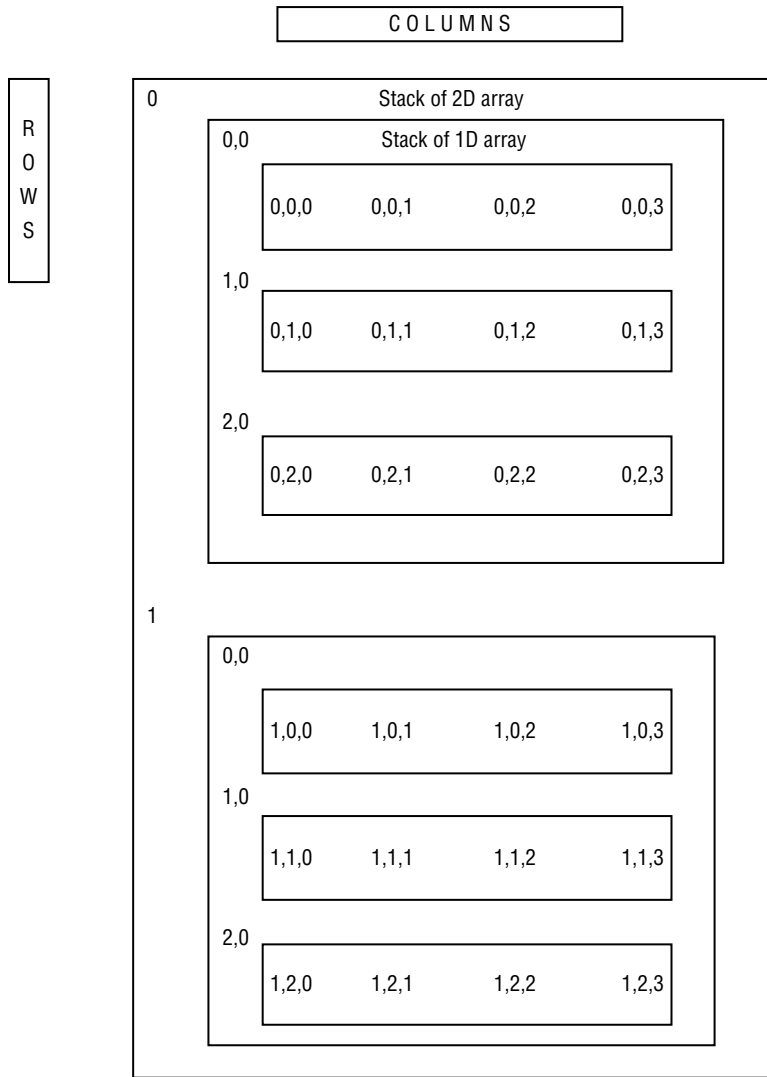 COLUMNS
ROWS
0 Stack of 2D array
0,0 Stack of 1D array
0,0,0 0,0,1 0,0,2 0,0,3
1,0
0,1,0 0,1,1 0,1,2 0,1,3
2,0
0,2,0 0,2,1 0,2,2 0,2,3
1
0,0
1,0,0 1,0,1 1,0,2 1,0,3
1,0
1,1,0 1,1,1 1,1,2 1,1,3
2,0
1,2,0 1,2,1 1,2,2 1,2,3